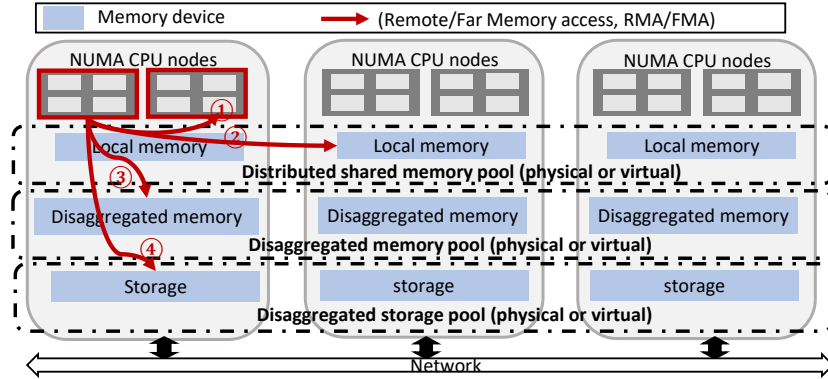 Memory device
(Remote/Far Memory access, RMA/FMA)
NUMA CPU nodes
NUMA CPU nodes
NUMA CPU nodes
①
②
Local memory
Local memory
Local memory
Distributed shared memory pool (physical or virtual)
③
Disaggregated memory
Disaggregated memory
Disaggregated memory
④
Disaggregated memory pool (physical or virtual)
Storage
storage
storage
Disaggregated storage pool (physical or virtual)
Network